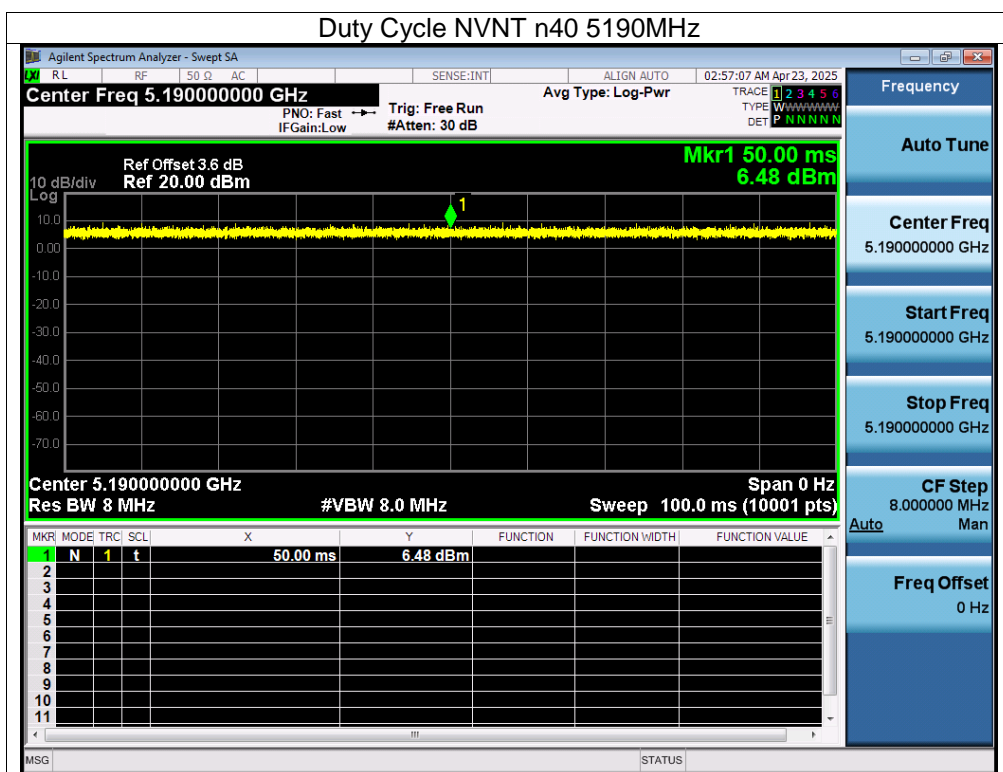 Duty Cycle NVNT n40 5190MHz
Agilent Spectrum Analyzer - Swept SA
LXI RL RF 50 Ω AC SENSE:INT ALIGN AUTO 02:57:07 AM Apr 23, 2025
Center Freq 5.190000000 GHz
PNO: Fast
IFGain:Low
Trig: Free Run
#Atten: 30 dB
Avg Type: Log-Pwr
TRACE 1 2 3 4 5 6
TYPE WWWWWW
DET P N N N N N
Mkr1 50.00 ms
6.48 dBm
Ref Offset 3.6 dB
10 dB/div Ref 20.00 dBm
Log
1
10.0
0.00
-10.0
-20.0
-30.0
-40.0
-50.0
-60.0
-70.0
Center 5.190000000 GHz Span 0 Hz
Res BW 8 MHz #VBW 8.0 MHz Sweep 100.0 ms (10001 pts)
MKR MODE TRC SCL X Y FUNCTION FUNCTION WIDTH FUNCTION VALUE
1 N 1 t 50.00 ms 6.48 dBm
2
3
4
5
6
7
8
9
10
11
MSG STATUS
Frequency
Auto Tune
Center Freq
5.190000000 GHz
Start Freq
5.190000000 GHz
Stop Freq
5.190000000 GHz
CF Step
8.000000 MHz
Auto Man
Freq Offset
0 Hz